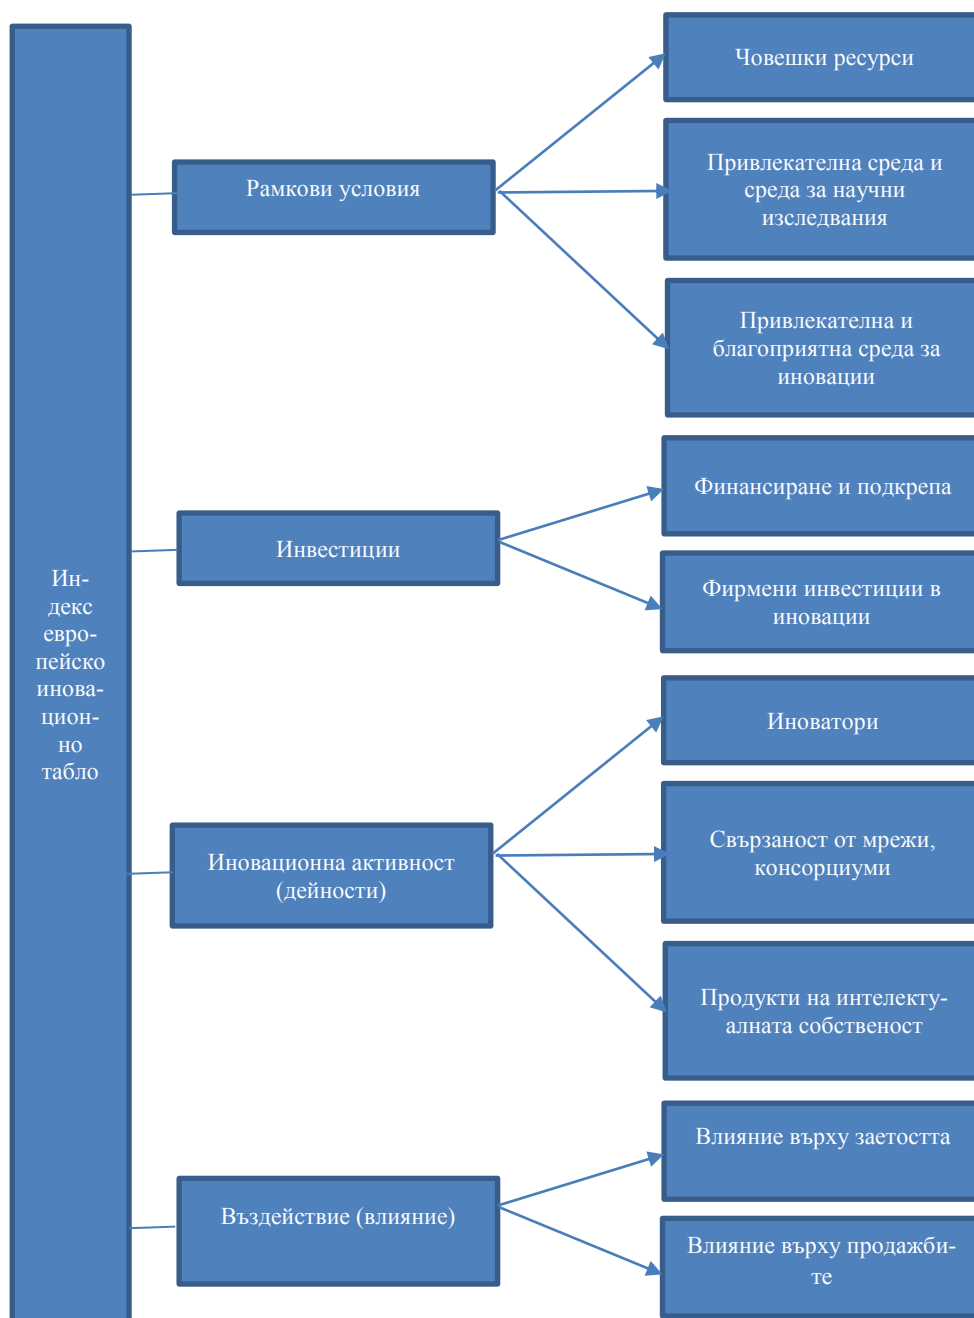 Ин-
декс
евро-
пейско
инова-
цион-
но
табло
Рамкови условия
Човешки ресурси
Привлекателна среда и
среда за научни
изследвания
Привлекателна и
благоприятна среда за
иновации
Инвестиции
Финансиране и подкрепа
Фирмени инвестиции в
иновации
Иновационна активност
(дейности)
Иноватори
Свързаност от мрежи,
консорциуми
Продукти на интелекту-
алната собственост
Въздействие (влияние)
Влияние върху заетостта
Влияние върху продажби-
те